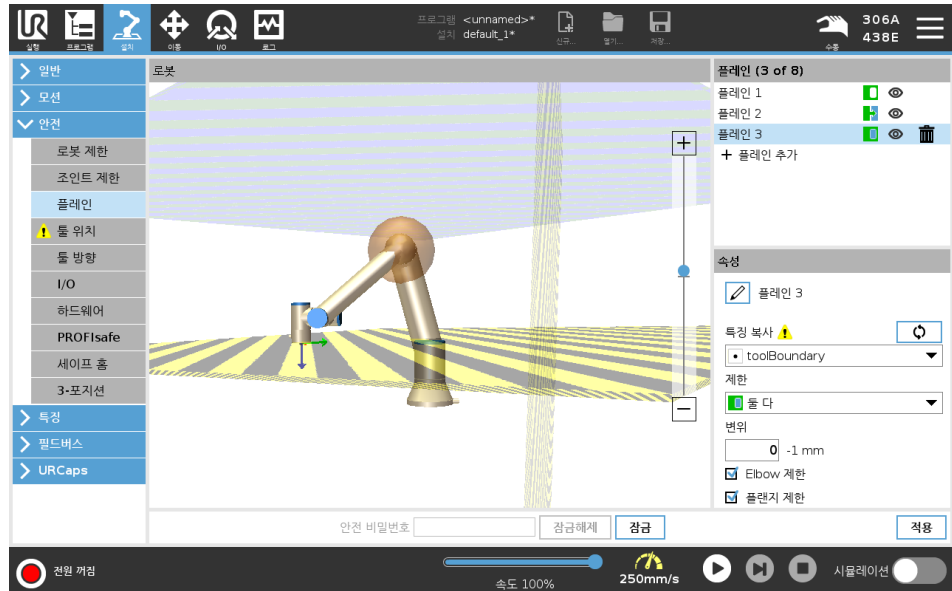 프로그램 <unnamed>*
설치 default_1*
실행
프로그램
설치
이동
I/O
로그
신규...
열기...
저장...
수동
306A
438E
일반
모션
안전
로봇 제한
조인트 제한
플레인
툴 위치
툴 방향
I/O
하드웨어
PROFIsafe
세이프 홈
3-포지션
특징
필드버스
URCaps
로봇
플레인 (3 of 8)
플레인 1
플레인 2
플레인 3
플레인 추가
속성
플레인 3
특징 복사
toolBoundary
제한
둘 다
변위
0 -1 mm
Elbow 제한
플랜지 제한
안전 비밀번호
잠금해제
잠금
적용
전원 꺼짐
속도 100%
250mm/s
시뮬레이션